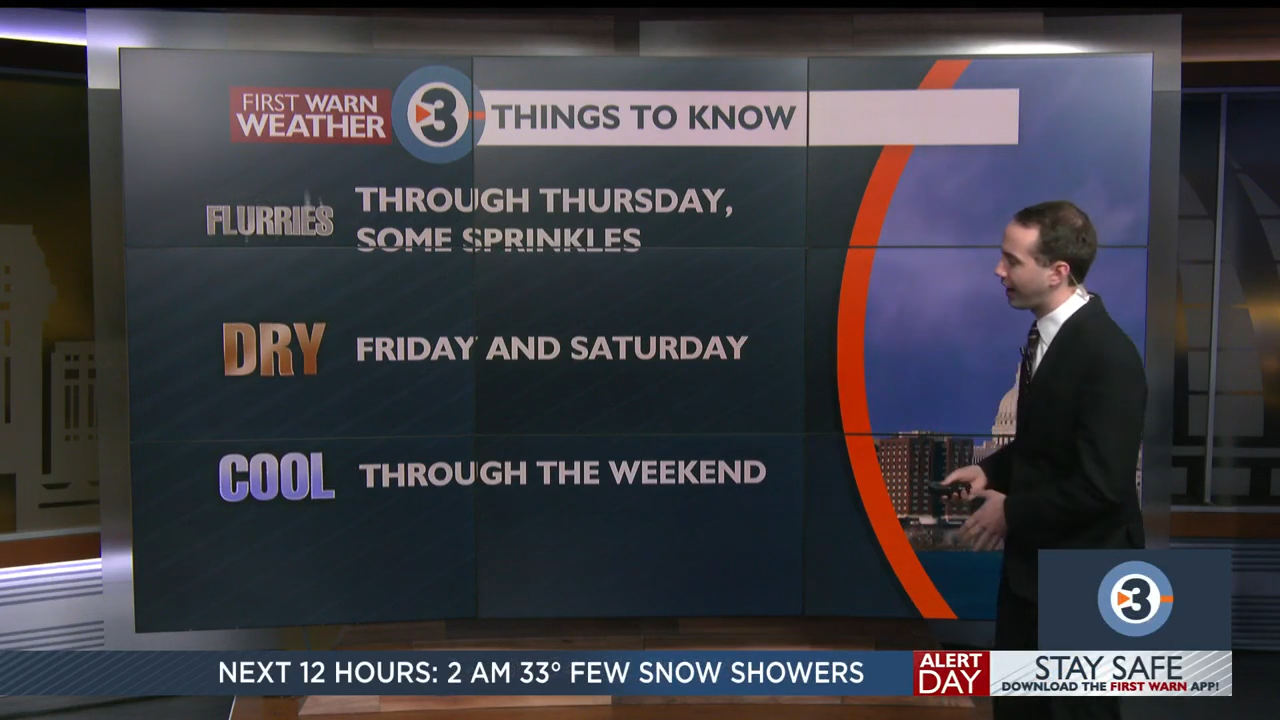 FIRST WARN
WEATHER
3 THINGS TO KNOW
FLURRIES
THROUGH THURSDAY,
SOME SPRINKLES
DRY
FRIDAY AND SATURDAY
COOL
THROUGH THE WEEKEND
3
NEXT 12 HOURS: 2 AM 33° FEW SNOW SHOWERS
ALERT
DAY
STAY SAFE
DOWNLOAD THE FIRST WARN APP!